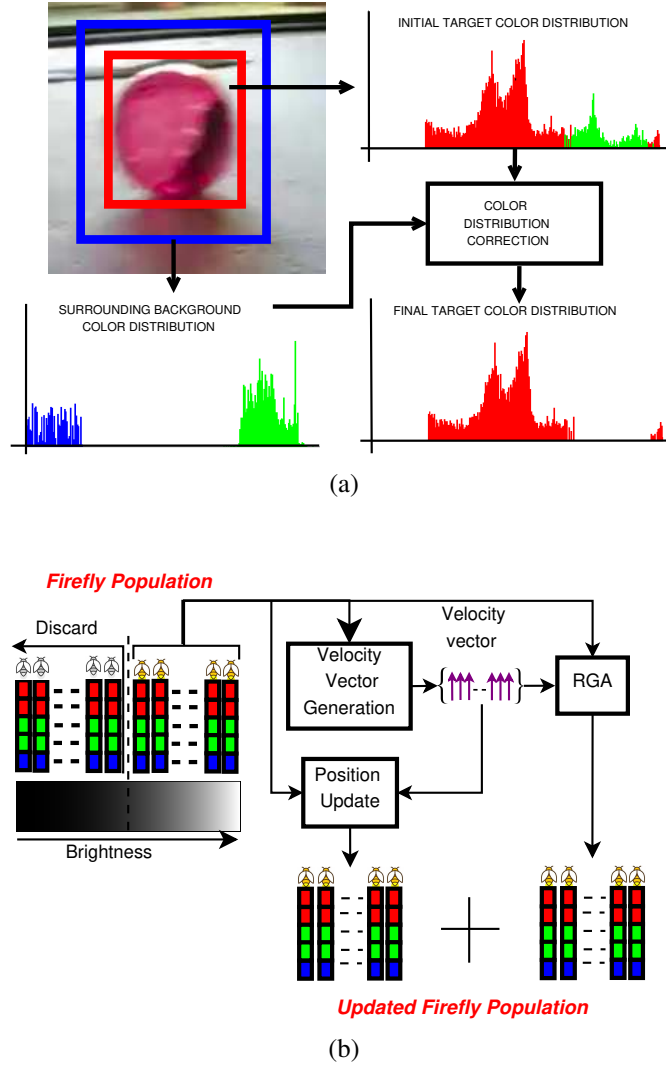 INITIAL TARGET COLOR DISTRIBUTION
COLOR
DISTRIBUTION
CORRECTION
SURROUNDING BACKGROUND
COLOR DISTRIBUTION
FINAL TARGET COLOR DISTRIBUTION
(a)
Firefly Population
Discard
Velocity
vector
Velocity
Vector
Generation
RGA
Position
Update
Brightness
Updated Firefly Population
(b)